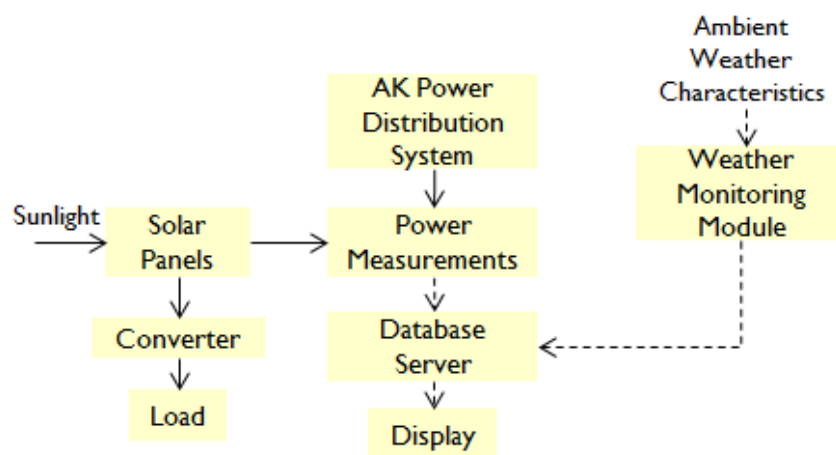 Ambient
Weather
Characteristics
AK Power
Distribution
System
Weather
Monitoring
Module
Sunlight
Solar
Panels
Power
Measurements
Converter
Database
Server
Load
Display